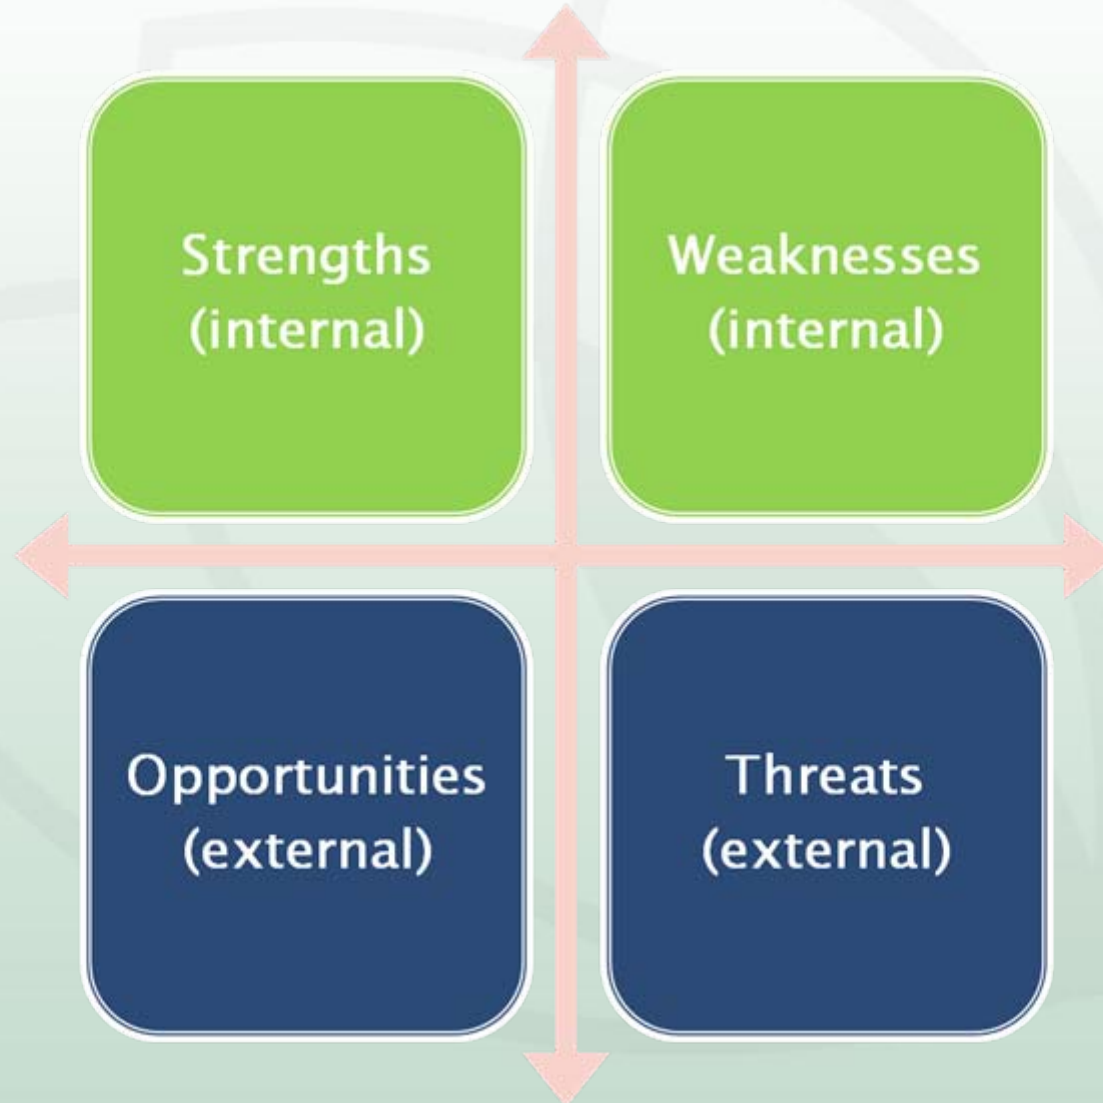 Strengths
(internal)
Weaknesses
(internal)
Opportunities
(external)
Threats
(external)